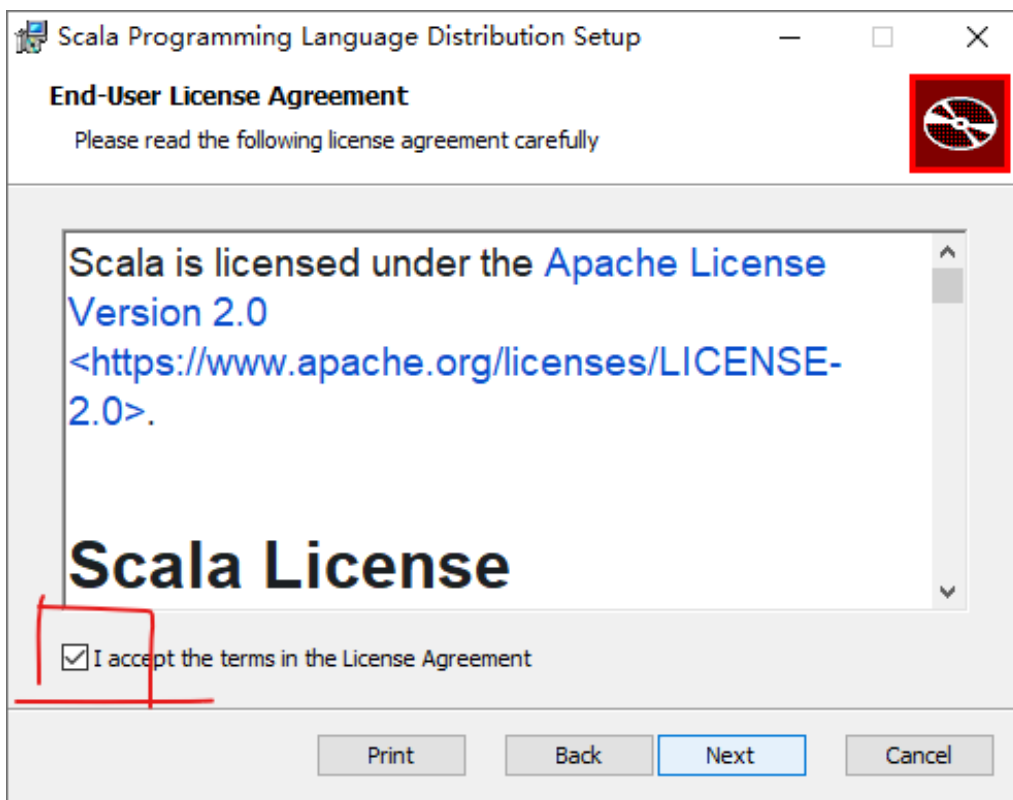 Scala Programming Language Distribution Setup
End-User License Agreement
Please read the following license agreement carefully
Scala is licensed under the Apache License
Version 2.0
<https://www.apache.org/licenses/LICENSE-
2.0>.
Scala License
I accept the terms in the License Agreement
Print Back Next Cancel